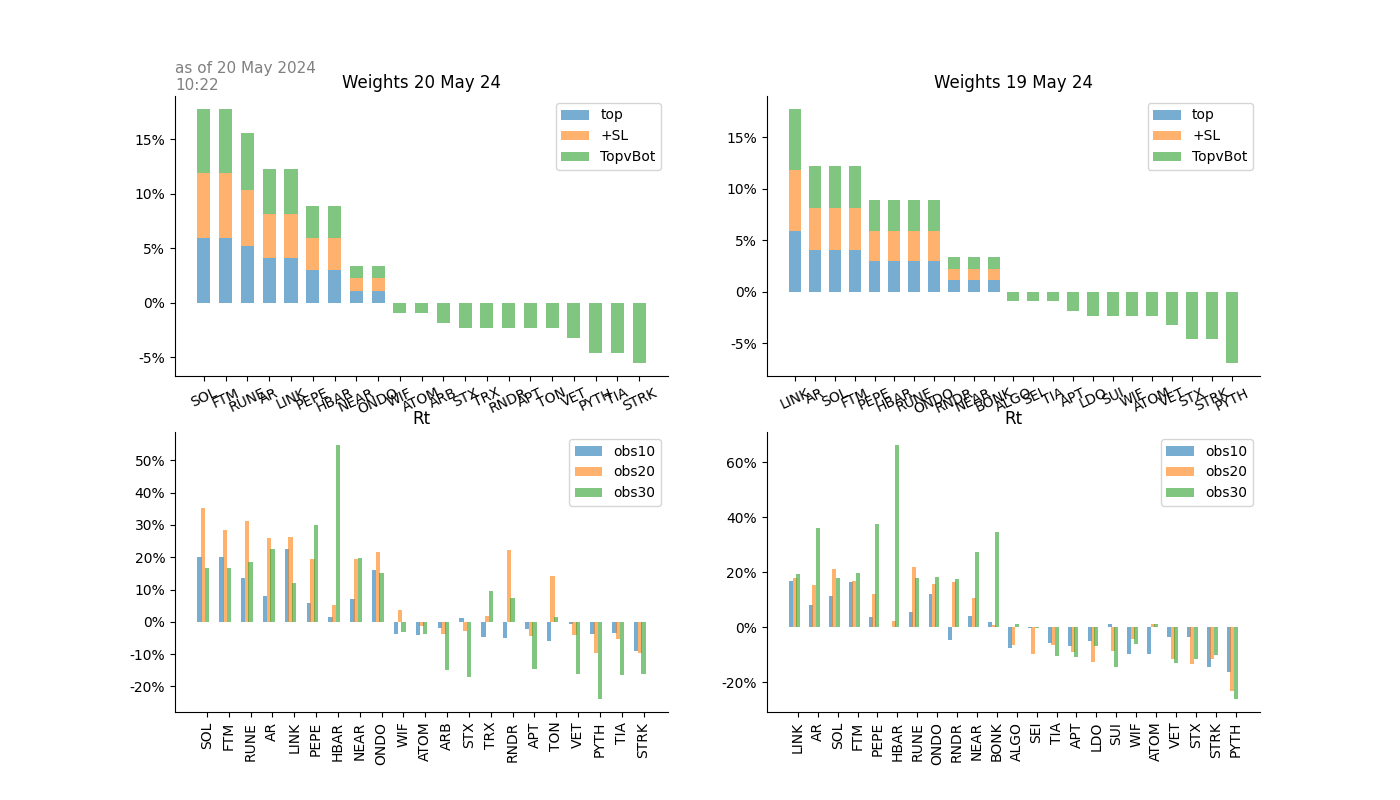 as of 20 May 2024
10:22
Weights 20 May 24
top
+SL
TopvBot
15%
10%
5%
0%
-5%
SOL FTM RUNE AR LINK PEPE HBAR NEAR ONDO WIF ATOM ARB STX TRX RNDR APT TON VET PYTH TIA STRK
Weights 19 May 24
top
+SL
TopvBot
15%
10%
5%
0%
-5%
LINK AR SOL FTM PEPE HBAR RUNE ONDO RNDR NEAR BONK ALGO SEI TIA APT LDO SUI WIF ATOM VET STX STRK PYTH
Rt
obs10
obs20
obs30
50%
40%
30%
20%
10%
0%
-10%
-20%
SOL FTM RUNE AR LINK PEPE HBAR NEAR ONDO WIF ATOM ARB STX TRX RNDR APT TON VET PYTH TIA STRK
Rt
obs10
obs20
obs30
60%
40%
20%
0%
-20%
LINK AR SOL FTM PEPE HBAR RUNE ONDO RNDR NEAR BONK ALGO SEI TIA APT LDO SUI WIF ATOM VET STX STRK PYTH